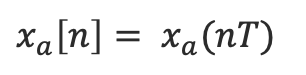 xₐ[n] = xₐ(nT)